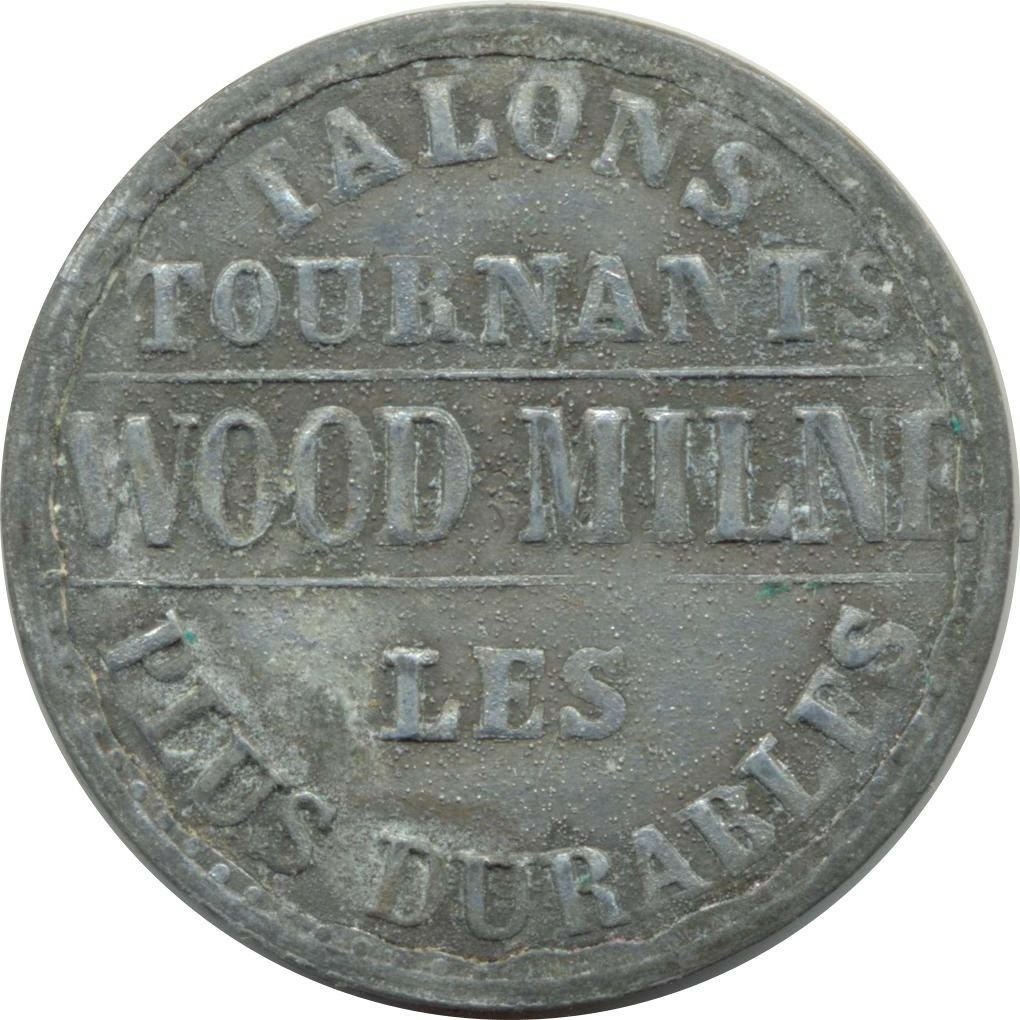 TALONS
TOURNANTS
WOOD MILNE
LES
PLUS DURABLES